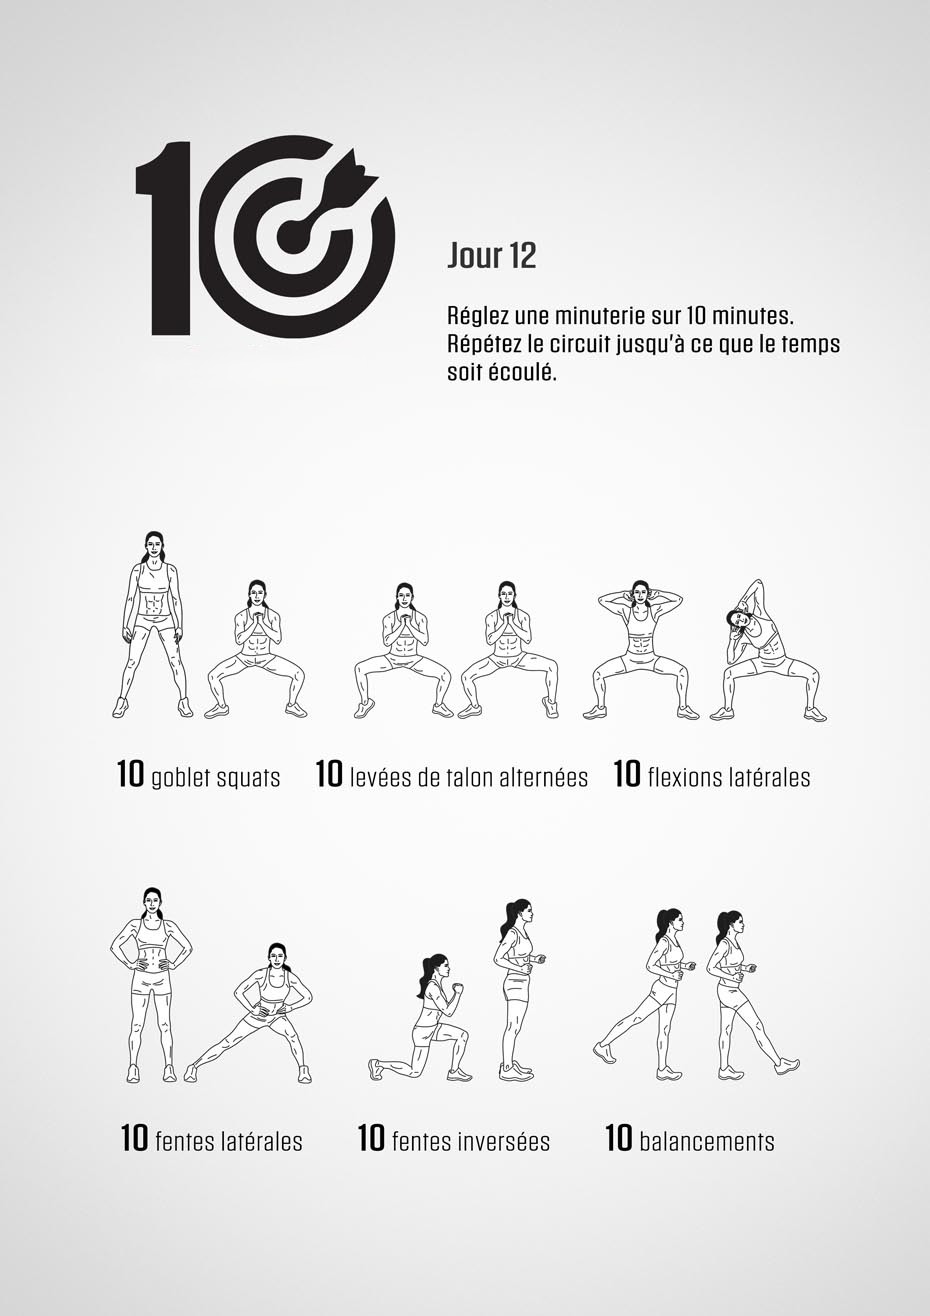 10
Jour 12
Réglez une minuterie sur 10 minutes.
Répétez le circuit jusqu'à ce que le temps
soit écoulé.
10 goblet squats
10 levées de talon alternées
10 flexions latérales
10 fentes latérales
10 fentes inversées
10 balancements